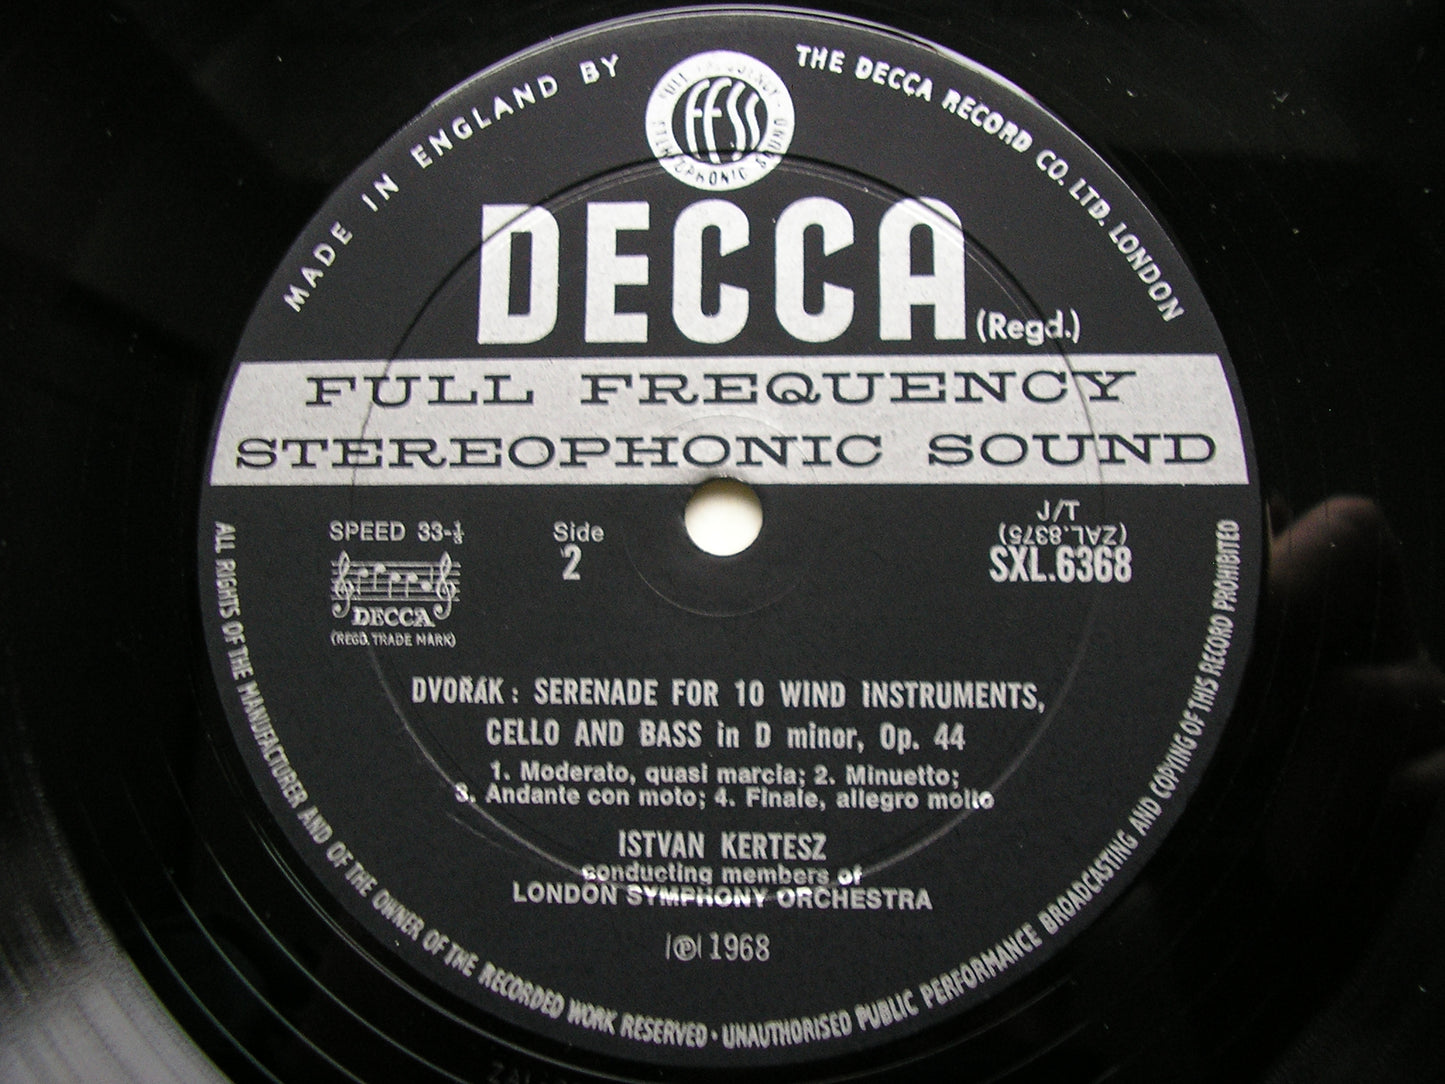 MADE IN ENGLAND BY
THE DECCA RECORD CO. LTD. LONDON
FULL FREQUENCY STEREOPHONIC SOUND
FFSS
DECCA (Regd.)
FULL FREQUENCY
STEREOPHONIC SOUND
SPEED 33-⅓
Side
2
J/T
(ZAL.8375)
SXL.6368
DECCA
(REGD. TRADE MARK)
DVOŘÁK : SERENADE FOR 10 WIND INSTRUMENTS,
CELLO AND BASS in D minor, Op. 44
1. Moderato, quasi marcia; 2. Minuetto;
3. Andante con moto; 4. Finale, allegro molto
ISTVAN KERTESZ
conducting members of
LONDON SYMPHONY ORCHESTRA
Ⓟ 1968
ALL RIGHTS OF THE MANUFACTURER AND OF THE OWNER OF THE RECORDED WORK RESERVED · UNAUTHORISED PUBLIC PERFORMANCE BROADCASTING AND COPYING OF THIS RECORD PROHIBITED